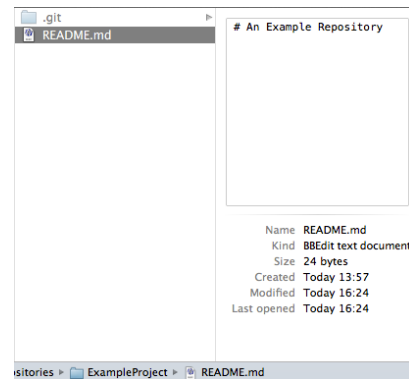 .git
README.md
# An Example Repository
Name README.md
Kind BBEdit text document
Size 24 bytes
Created Today 13:57
Modified Today 16:24
Last opened Today 16:24
sitories ▸ ExampleProject ▸ README.md